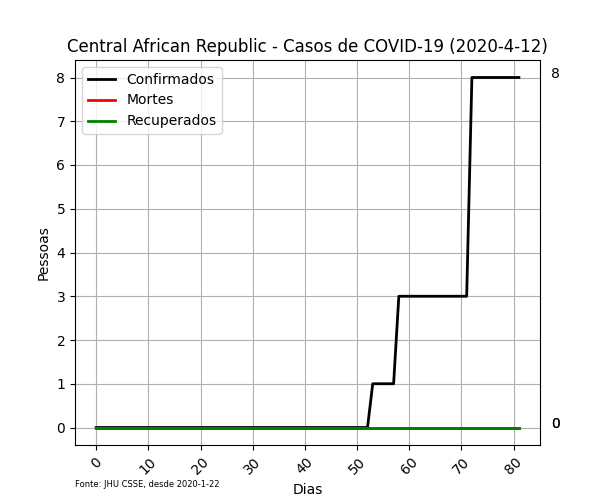 Central African Republic - Casos de COVID-19 (2020-4-12)
Confirmados
Mortes
Recuperados
8
7
6
5
4
3
2
1
0
Pessoas
8
0
0 10 20 30 40 50 60 70 80
Dias
Fonte: JHU CSSE, desde 2020-1-22